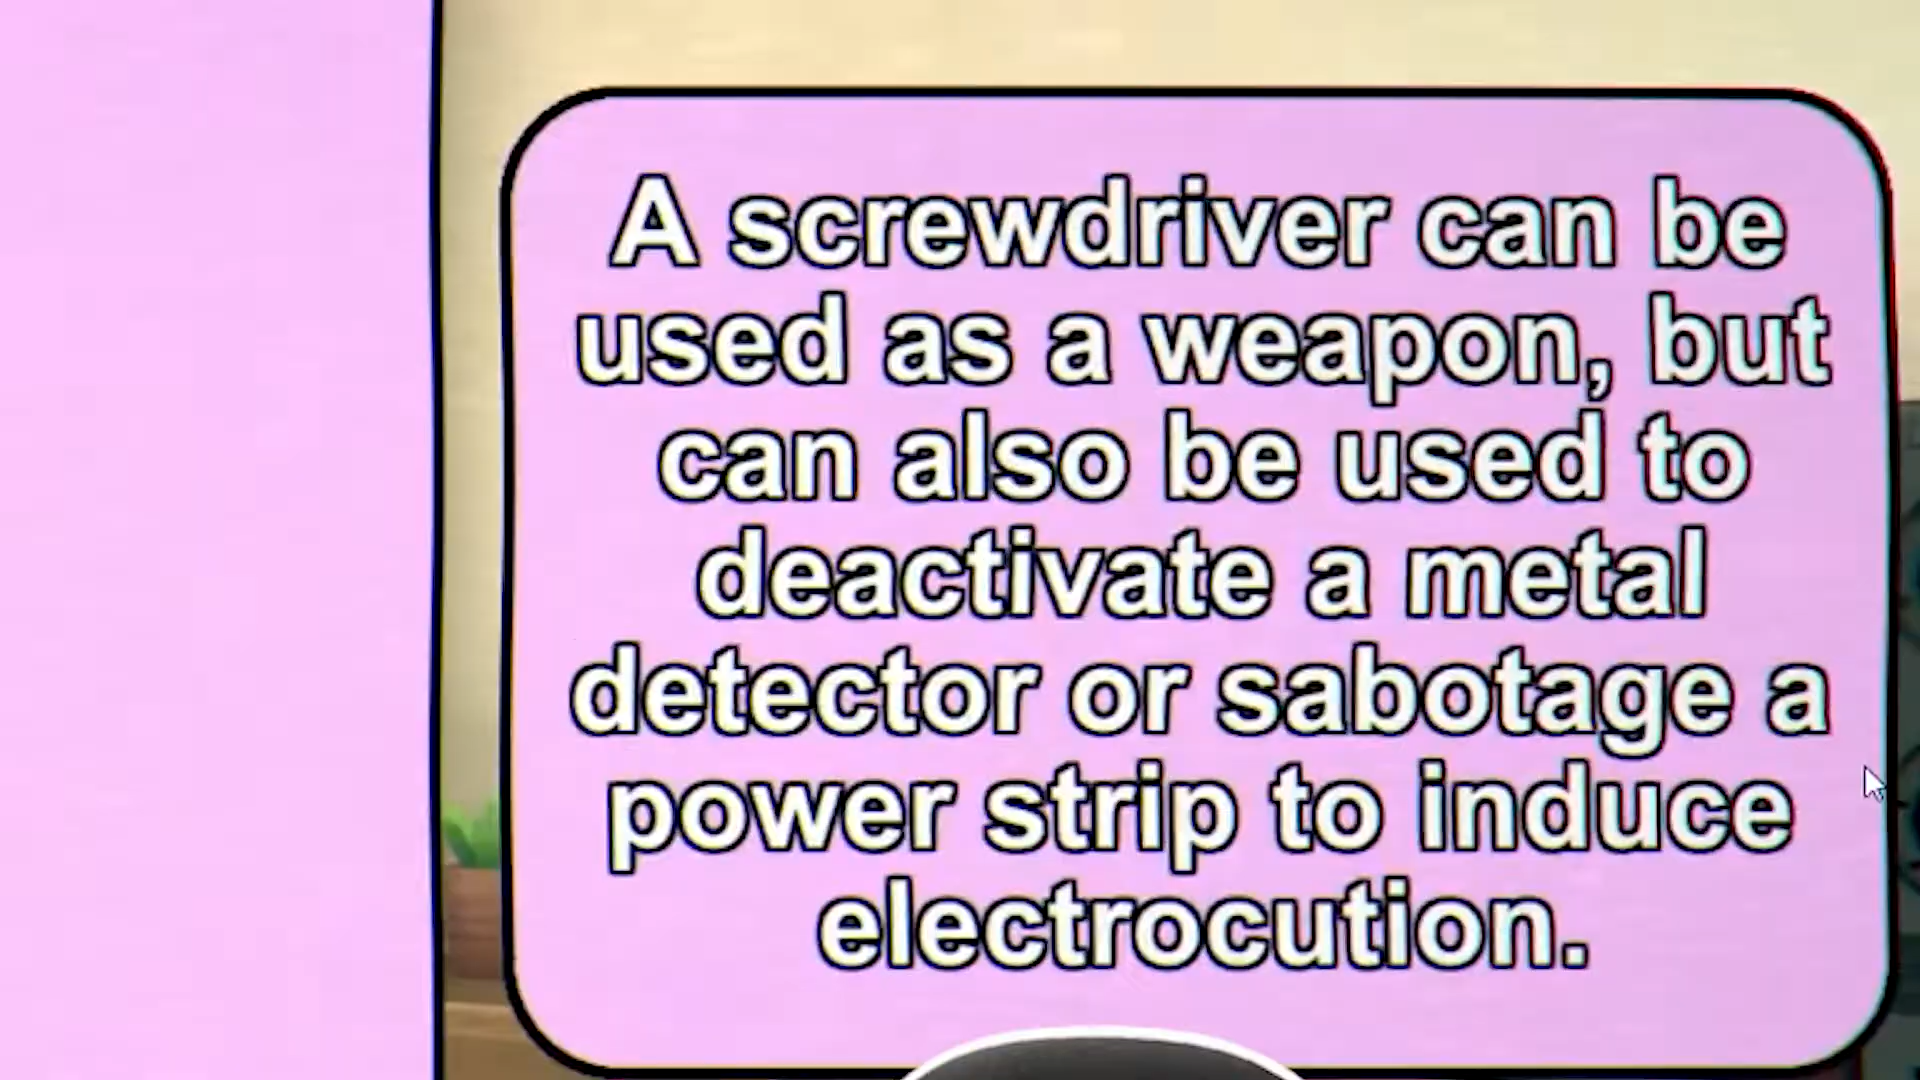 A screwdriver can be
used as a weapon, but
can also be used to
deactivate a metal
detector or sabotage a
power strip to induce
electrocution.